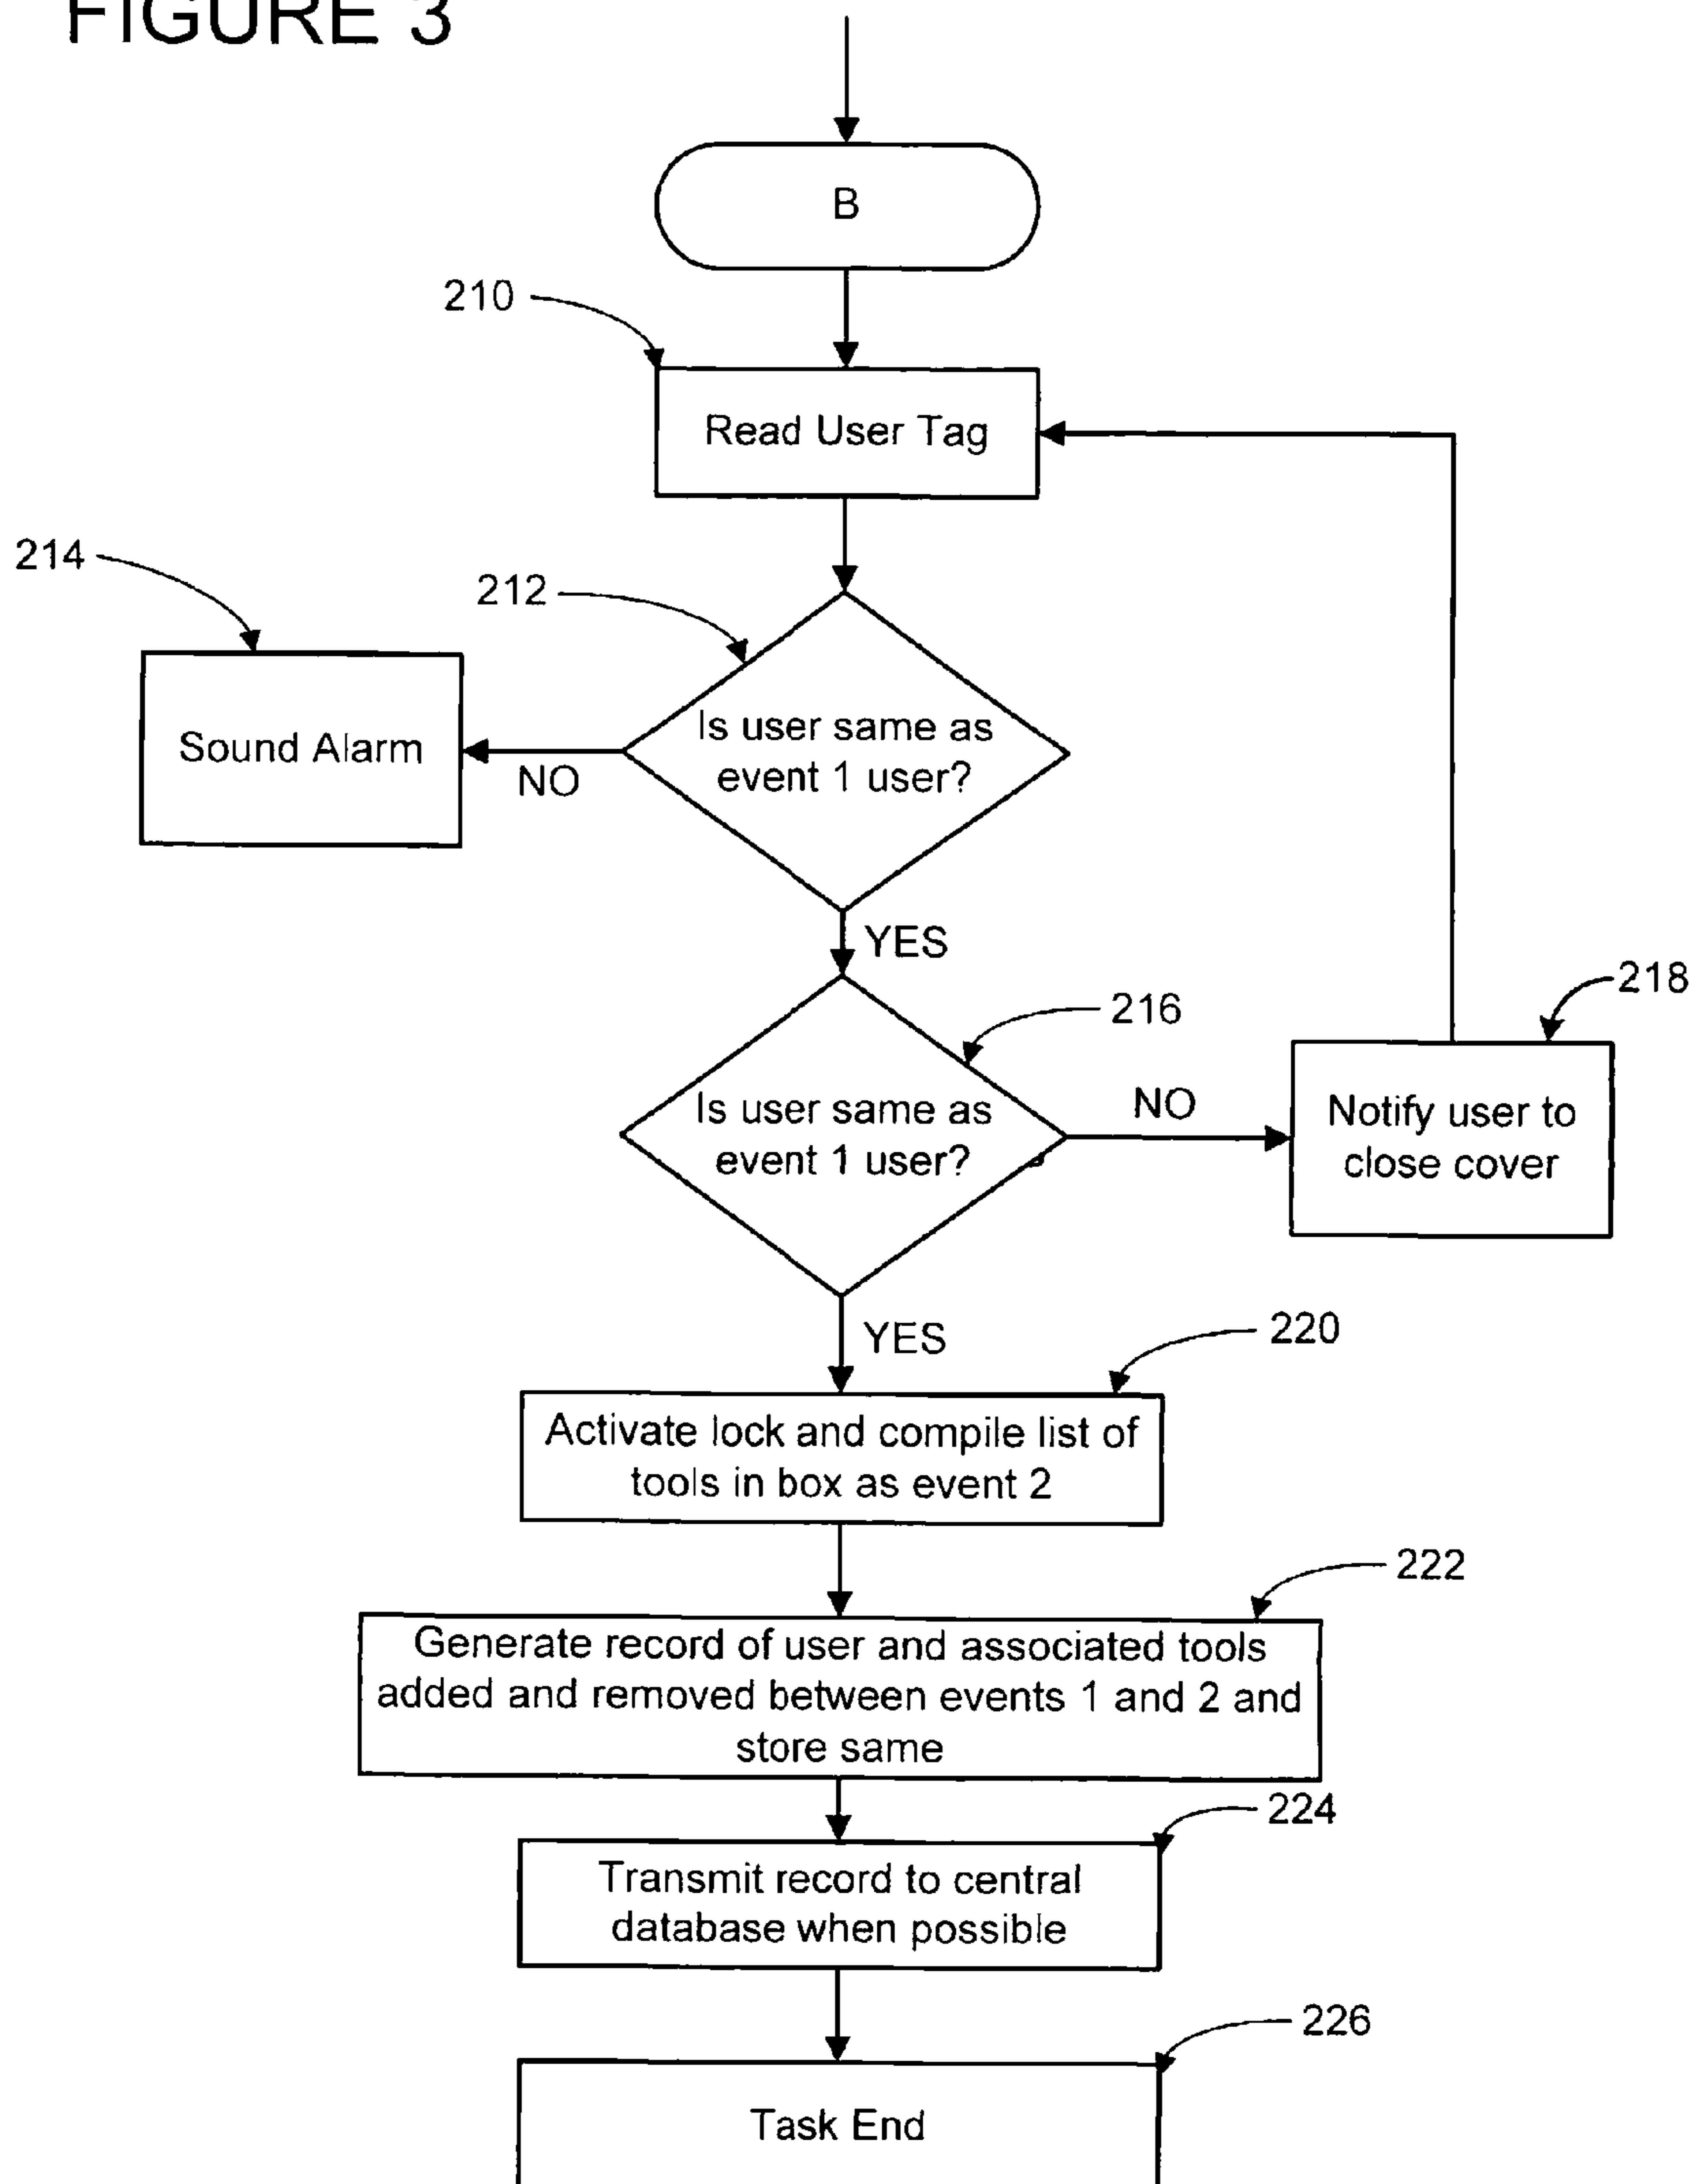 FIGURE 3
B
210
Read User Tag
214
212
Sound Alarm
NO
Is user same as
event 1 user?
YES
218
216
Is user same as
event 1 user?
NO
Notify user to
close cover
YES
220
Activate lock and compile list of
tools in box as event 2
222
Generate record of user and associated tools
added and removed between events 1 and 2 and
store same
224
Transmit record to central
database when possible
226
Task End